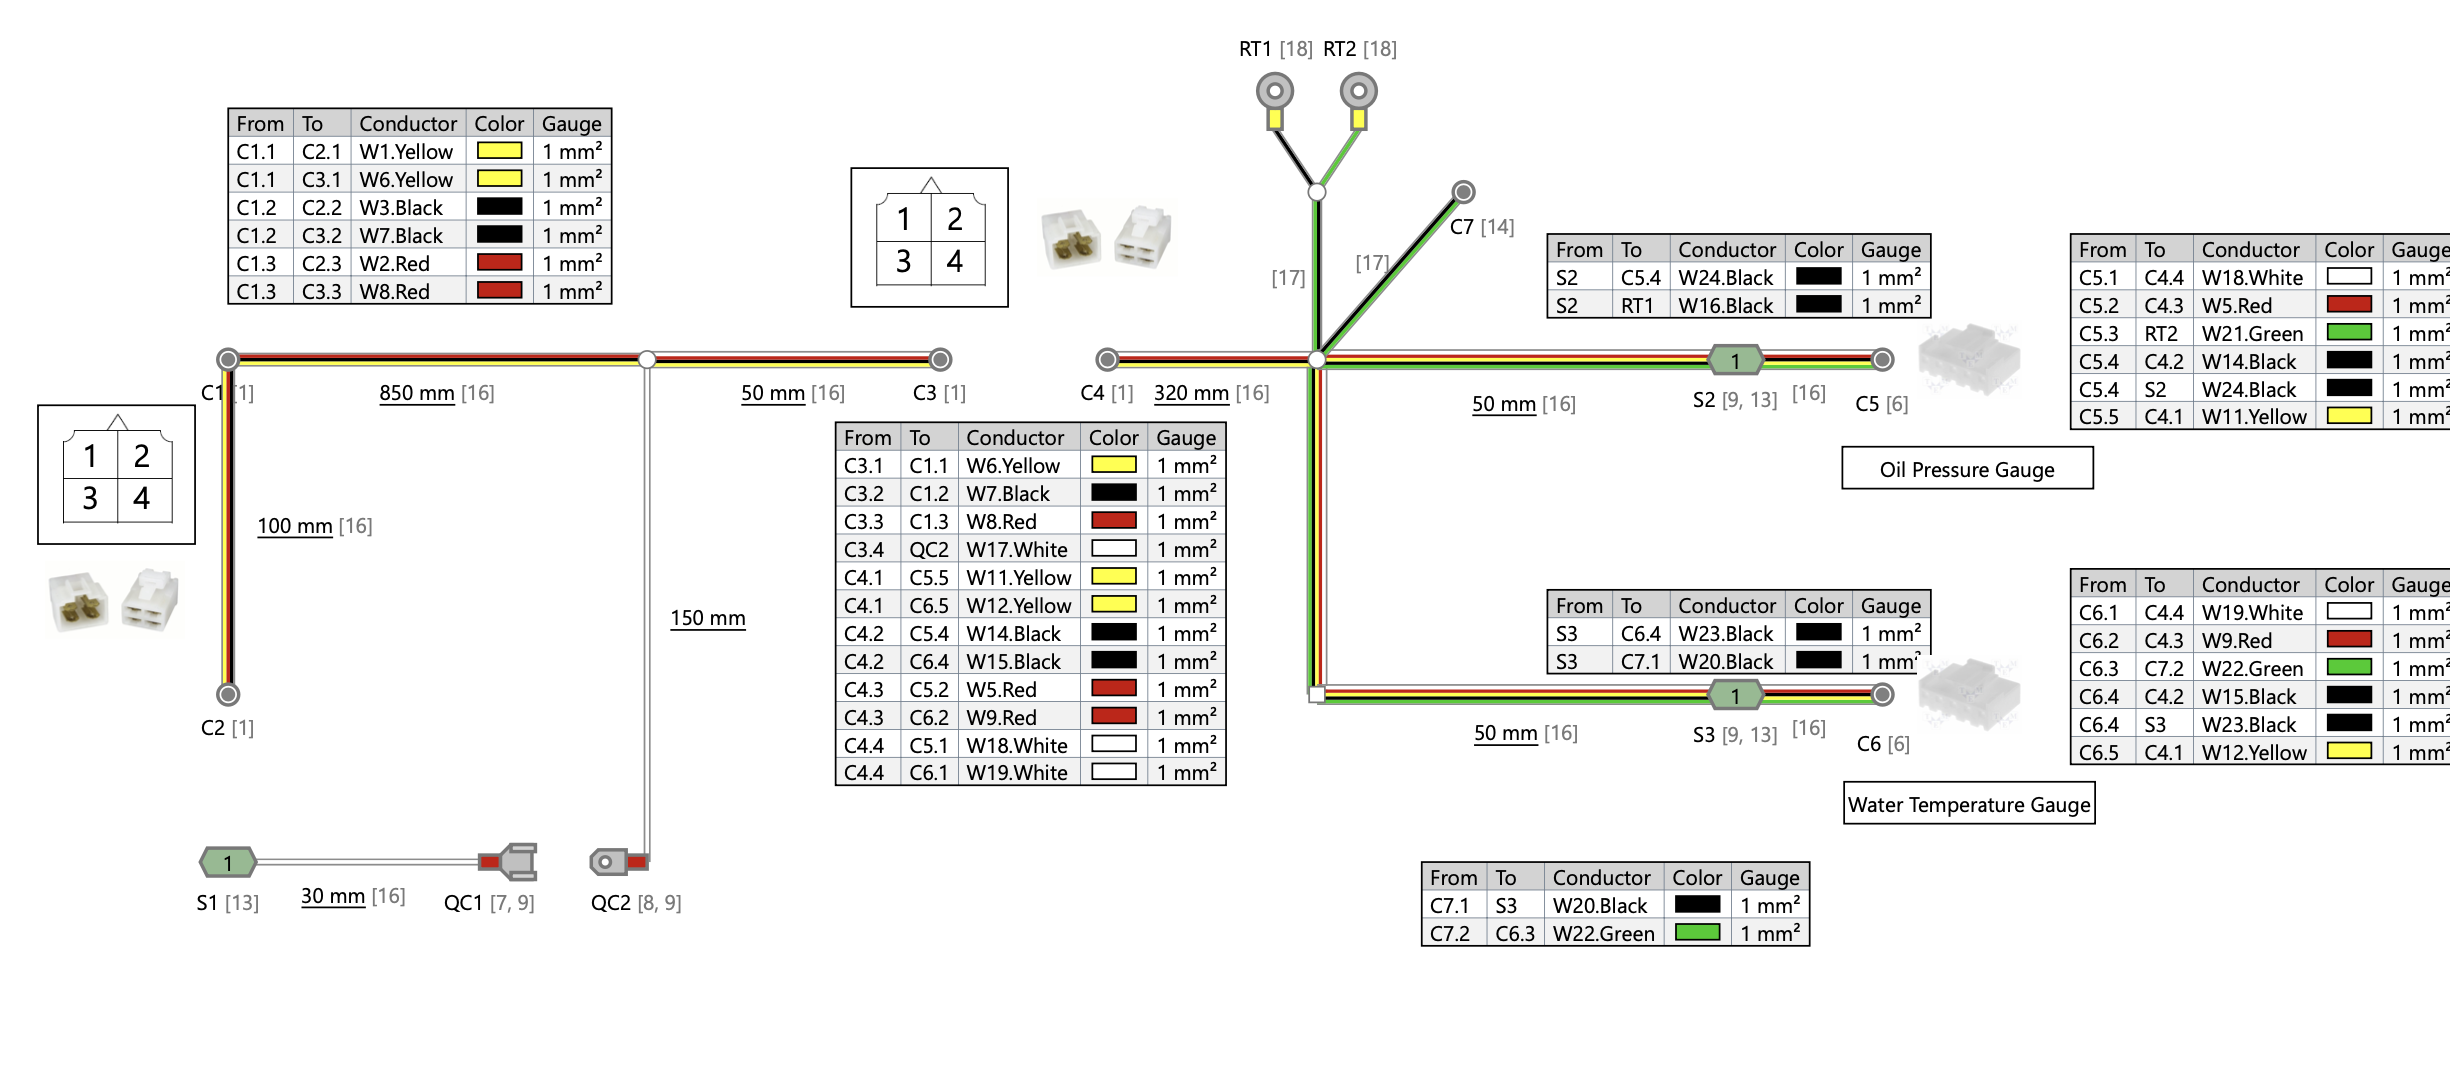 RT1 [18] RT2 [18]
From To Conductor Color Gauge
C1.1 C2.1 W1.Yellow 1 mm²
C1.1 C3.1 W6.Yellow 1 mm²
C1.2 C2.2 W3.Black 1 mm²
C1.2 C3.2 W7.Black 1 mm²
C1.3 C2.3 W2.Red 1 mm²
C1.3 C3.3 W8.Red 1 mm²
1 2
3 4
C7 [14]
[17]
[17]
From To Conductor Color Gauge
S2 C5.4 W24.Black 1 mm²
S2 RT1 W16.Black 1 mm²
From To Conductor Color Gauge
C5.1 C4.4 W18.White 1 mm²
C5.2 C4.3 W5.Red 1 mm²
C5.3 RT2 W21.Green 1 mm²
C5.4 C4.2 W14.Black 1 mm²
C5.4 S2 W24.Black 1 mm²
C5.5 C4.1 W11.Yellow 1 mm²
C1 [1]
850 mm [16]
50 mm [16]
C3 [1]
C4 [1]
320 mm [16]
50 mm [16]
1
S2 [9, 13]
[16]
C5 [6]
Oil Pressure Gauge
1 2
3 4
100 mm [16]
C2 [1]
150 mm
From To Conductor Color Gauge
C3.1 C1.1 W6.Yellow 1 mm²
C3.2 C1.2 W7.Black 1 mm²
C3.3 C1.3 W8.Red 1 mm²
C3.4 QC2 W17.White 1 mm²
C4.1 C5.5 W11.Yellow 1 mm²
C4.1 C6.5 W12.Yellow 1 mm²
C4.2 C5.4 W14.Black 1 mm²
C4.2 C6.4 W15.Black 1 mm²
C4.3 C5.2 W5.Red 1 mm²
C4.3 C6.2 W9.Red 1 mm²
C4.4 C5.1 W18.White 1 mm²
C4.4 C6.1 W19.White 1 mm²
From To Conductor Color Gauge
S3 C6.4 W23.Black 1 mm²
S3 C7.1 W20.Black 1 mm²
From To Conductor Color Gauge
C6.1 C4.4 W19.White 1 mm²
C6.2 C4.3 W9.Red 1 mm²
C6.3 C7.2 W22.Green 1 mm²
C6.4 C4.2 W15.Black 1 mm²
C6.4 S3 W23.Black 1 mm²
C6.5 C4.1 W12.Yellow 1 mm²
50 mm [16]
1
S3 [9, 13]
[16]
C6 [6]
Water Temperature Gauge
1
S1 [13]
30 mm [16]
QC1 [7, 9]
QC2 [8, 9]
From To Conductor Color Gauge
C7.1 S3 W20.Black 1 mm²
C7.2 C6.3 W22.Green 1 mm²